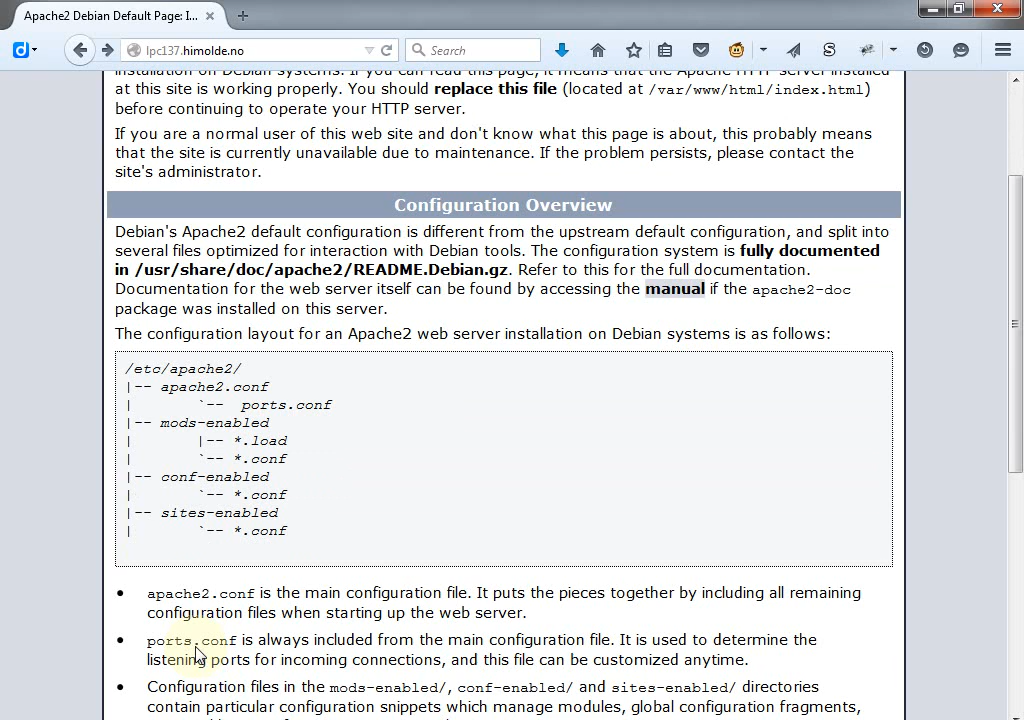 Apache2 Debian Default Page: I...
lpc137.himolde.no
Search
installation on Debian systems. If you can read this page, it means that the Apache HTTP server installed
at this site is working properly. You should replace this file (located at /var/www/html/index.html)
before continuing to operate your HTTP server.
If you are a normal user of this web site and don't know what this page is about, this probably means
that the site is currently unavailable due to maintenance. If the problem persists, please contact the
site's administrator.
Configuration Overview
Debian's Apache2 default configuration is different from the upstream default configuration, and split into
several files optimized for interaction with Debian tools. The configuration system is fully documented
in /usr/share/doc/apache2/README.Debian.gz. Refer to this for the full documentation.
Documentation for the web server itself can be found by accessing the manual if the apache2-doc
package was installed on this server.
The configuration layout for an Apache2 web server installation on Debian systems is as follows:
/etc/apache2/
|-- apache2.conf
|       `--  ports.conf
|-- mods-enabled
|       |-- *.load
|       `-- *.conf
|-- conf-enabled
|       `-- *.conf
|-- sites-enabled
|       `-- *.conf
• apache2.conf is the main configuration file. It puts the pieces together by including all remaining
configuration files when starting up the web server.
• ports.conf is always included from the main configuration file. It is used to determine the
listening ports for incoming connections, and this file can be customized anytime.
• Configuration files in the mods-enabled/, conf-enabled/ and sites-enabled/ directories
contain particular configuration snippets which manage modules, global configuration fragments,